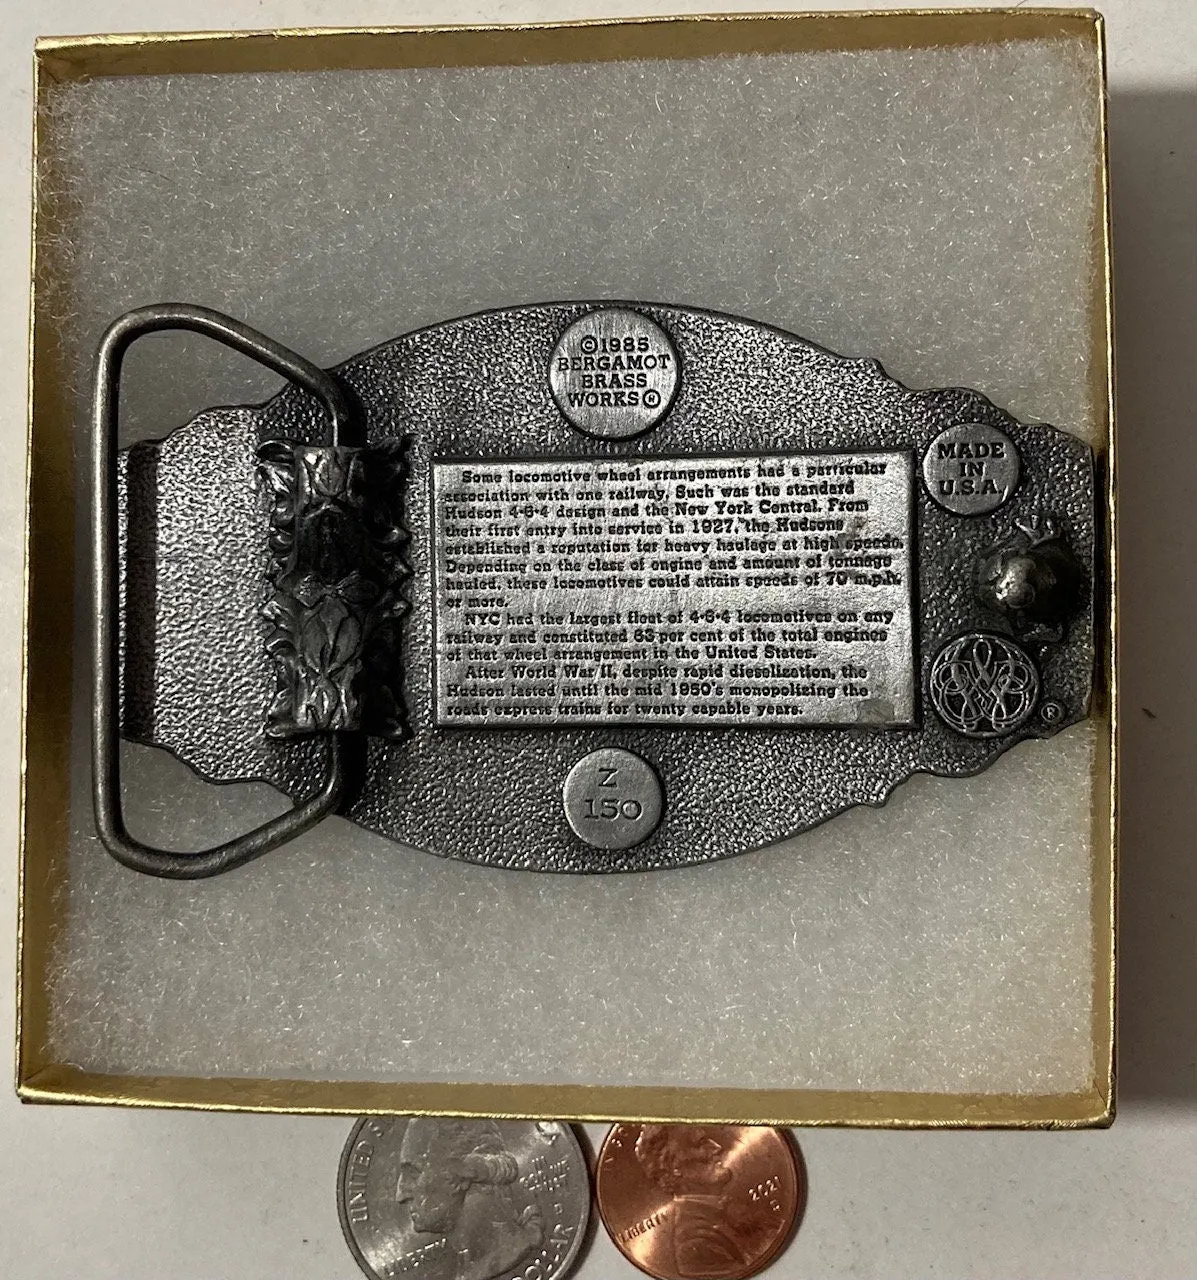 ©1985
BERGAMOT
BRASS
WORKS®
MADE
IN
U.S.A.
Some locomotive wheel arrangements had a particular
association with one railway. Such was the standard
Hudson 4-6-4 design and the New York Central. From
their first entry into service in 1927, the Hudsons
established a reputation for heavy haulage at high speeds.
Depending on the class of engine and amount of tonnage
hauled, these locomotives could attain speeds of 70 m.p.h.
or more.
NYC had the largest fleet of 4-6-4 locomotives on any
railway and constituted 63 per cent of the total engines
of that wheel arrangement in the United States.
After World War II, despite rapid dieselization, the
Hudson lasted until the mid 1950's monopolizing the
roads express trains for twenty capable years.
®
Z
150
UNITED
LIBERTY
DOLLAR
LIBERTY
2021